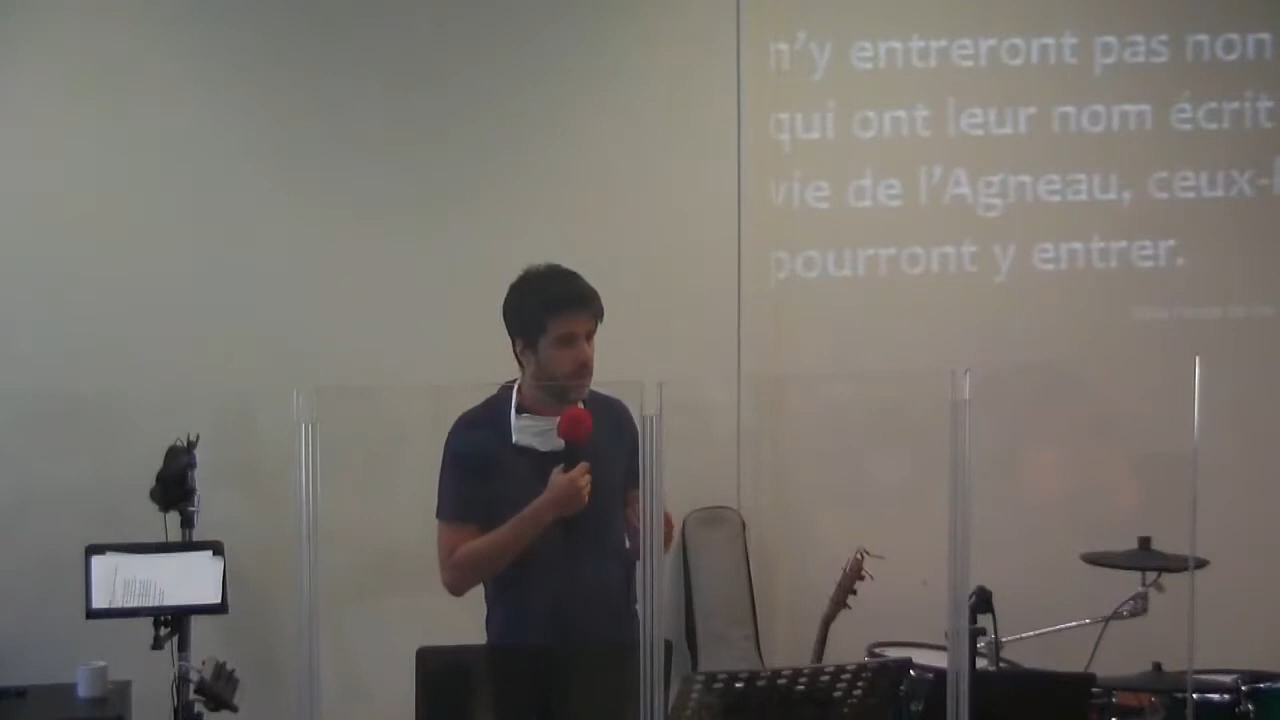 n’y entreront pas non
qui ont leur nom écrit
vie de l’Agneau, ceux-l
pourront y entrer.